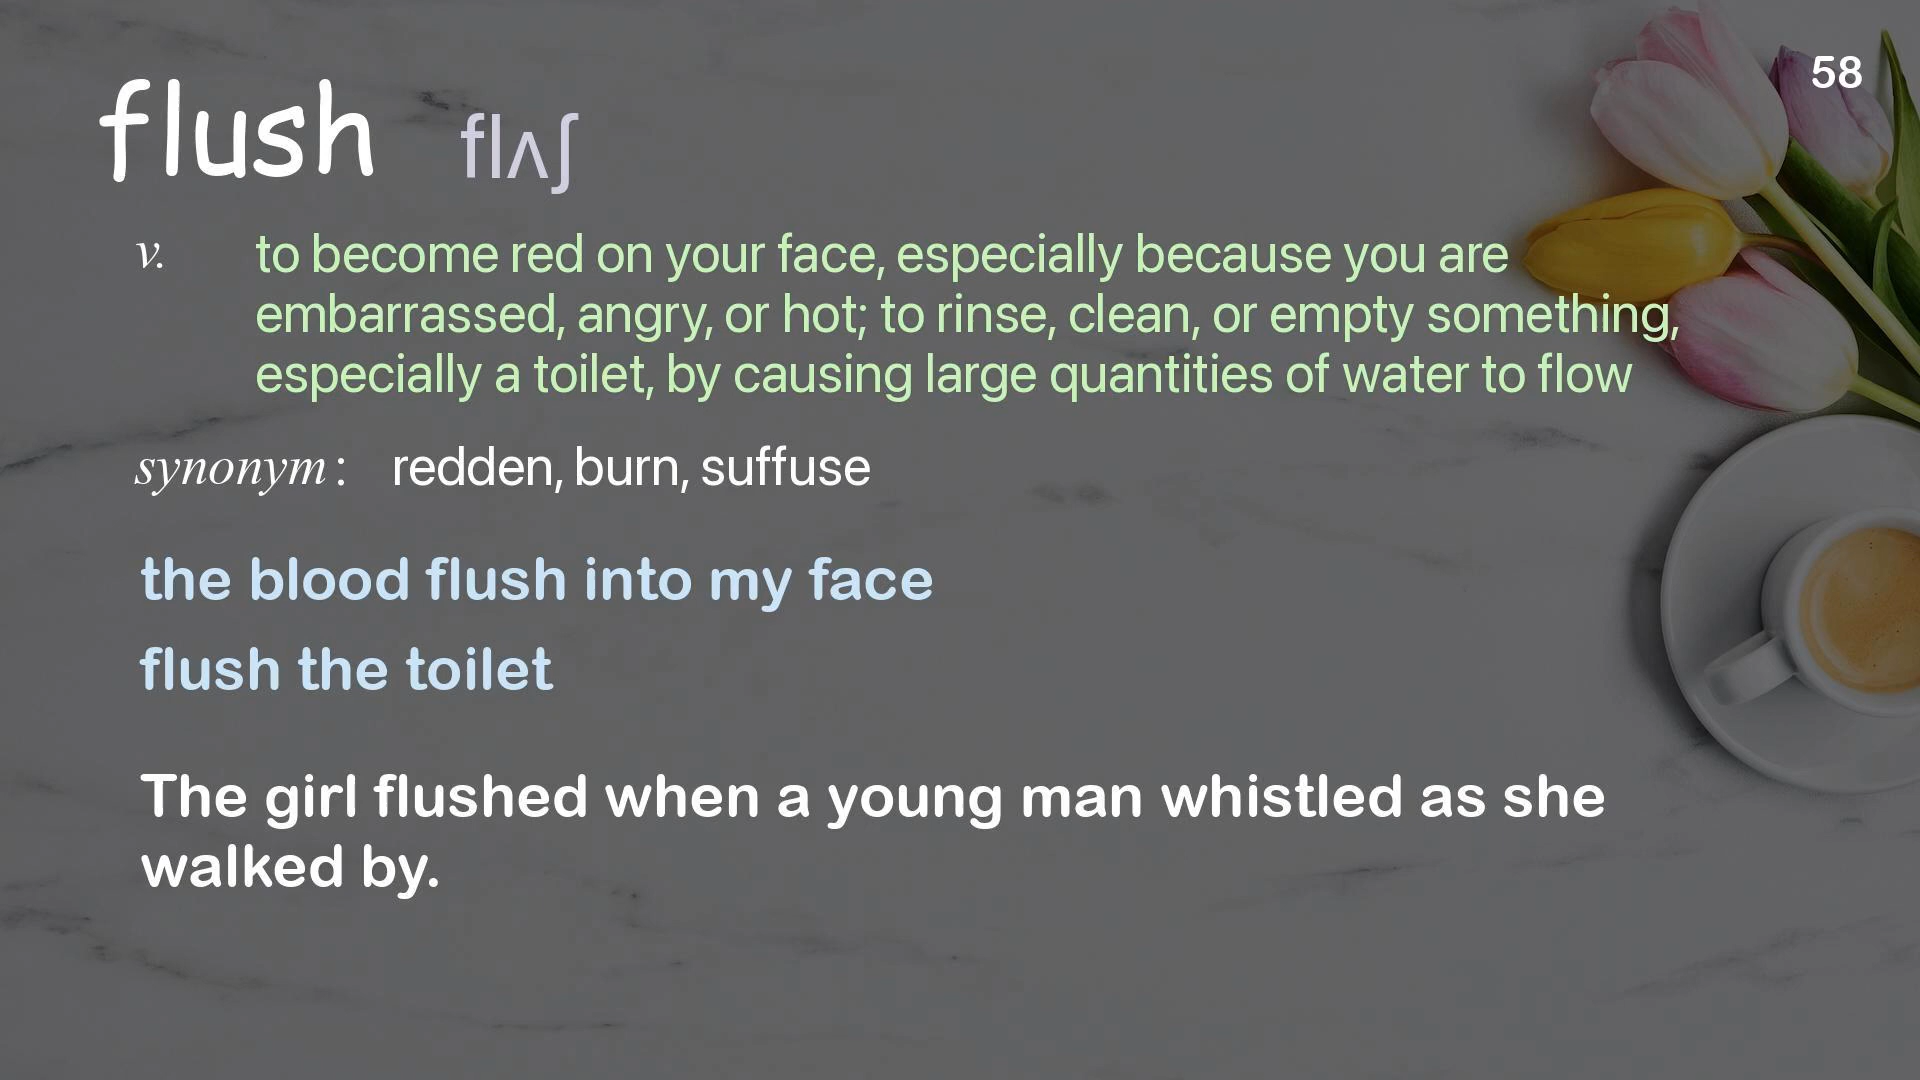 58
flush flʌʃ
v. to become red on your face, especially because you are
embarrassed, angry, or hot; to rinse, clean, or empty something,
especially a toilet, by causing large quantities of water to flow
synonym: redden, burn, suffuse
the blood flush into my face
flush the toilet
The girl flushed when a young man whistled as she
walked by.